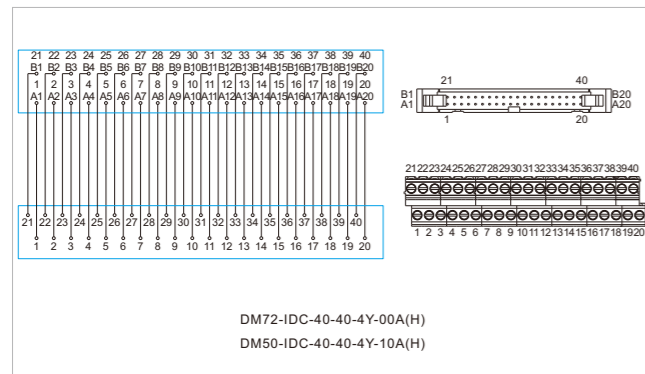 21 22 23 24 25 26 27 28 29 30 31 32 33 34 35 36 37 38 39 40
B1 B2 B3 B4 B5 B6 B7 B8 B9 B10 B11 B12 B13 B14 B15 B16 B17 B18 B19 B20
1 2 3 4 5 6 7 8 9 10 11 12 13 14 15 16 17 18 19 20
A1 A2 A3 A4 A5 A6 A7 A8 A9 A10 A11 A12 A13 A14 A15 A16 A17 A18 A19 A20
21 22 23 24 25 26 27 28 29 30 31 32 33 34 35 36 37 38 39 40
1 2 3 4 5 6 7 8 9 10 11 12 13 14 15 16 17 18 19 20
21 40
B1 B20
A1 A20
1 20
21 22 23 24 25 26 27 28 29 30 31 32 33 34 35 36 37 38 39 40
1 2 3 4 5 6 7 8 9 10 11 12 13 14 15 16 17 18 19 20
DM72-IDC-40-40-4Y-00A(H)
DM50-IDC-40-40-4Y-10A(H)